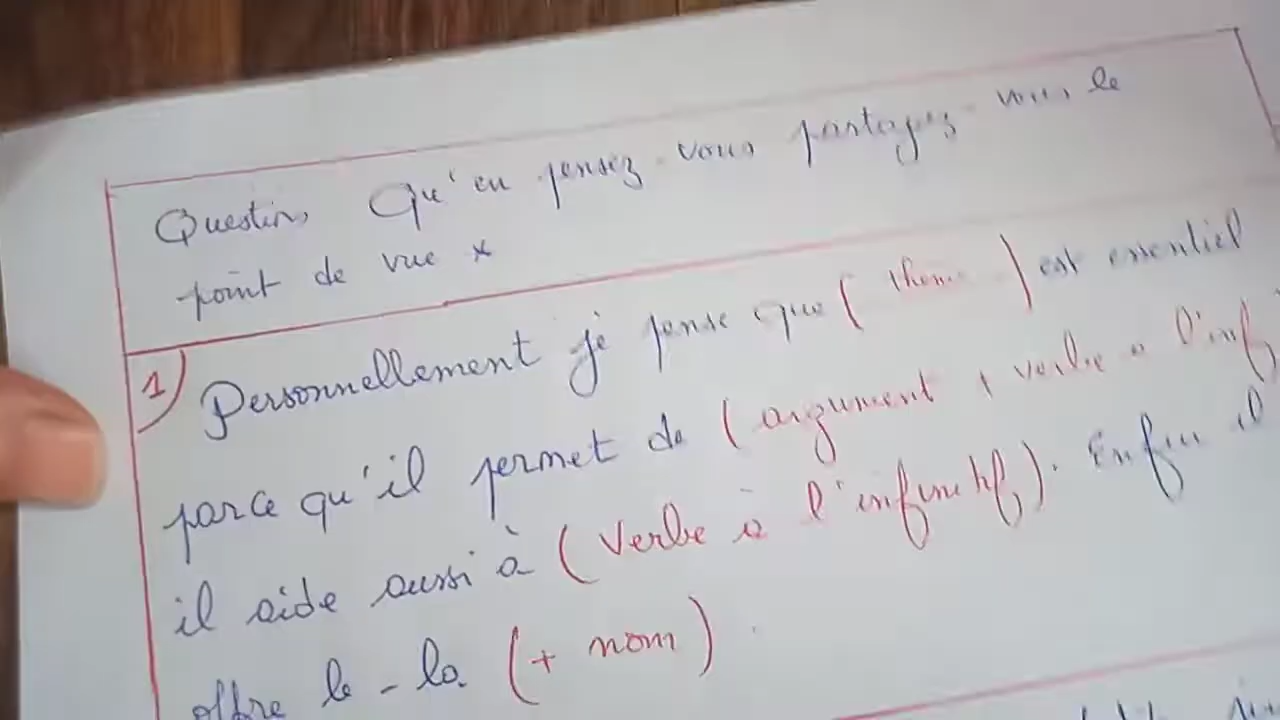 Question, Qu'en pensez-vous partagez-vous le
point de vue *
1) Personnellement je pense que (thème) est essentiel
parce qu'il permet de (argument + verbe à l'inf
il aide aussi à (verbe à l'infinitif). Enfin il
offre le - la (+ nom).